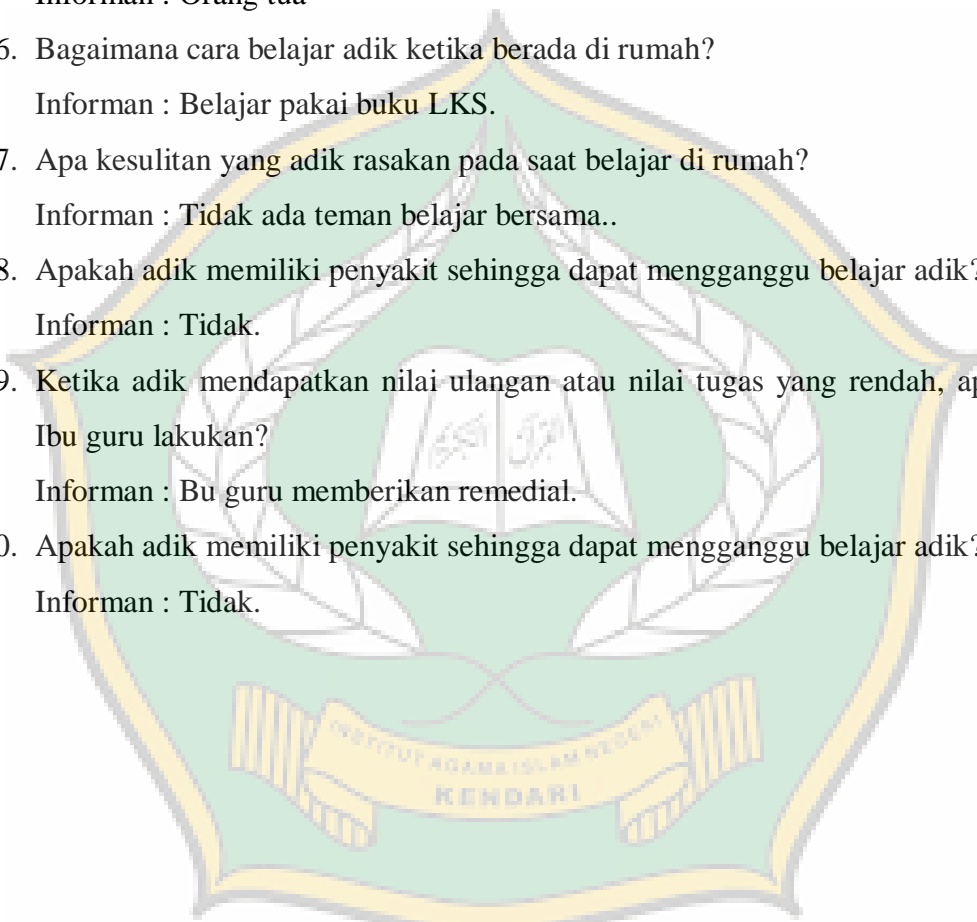 Informan : Orang tua
6. Bagaimana cara belajar adik ketika berada di rumah?
Informan : Belajar pakai buku LKS.
7. Apa kesulitan yang adik rasakan pada saat belajar di rumah?
Informan : Tidak ada teman belajar bersama..
8. Apakah adik memiliki penyakit sehingga dapat mengganggu belajar adik?
Informan : Tidak.
9. Ketika adik mendapatkan nilai ulangan atau nilai tugas yang rendah,
Ibu guru lakukan?
Informan : Bu guru memberikan remedial.
0. Apakah adik memiliki penyakit sehingga dapat mengganggu belajar adik?
Informan : Tidak.
INSTITUT AGAMA ISLAM NEGERI
KENDARI